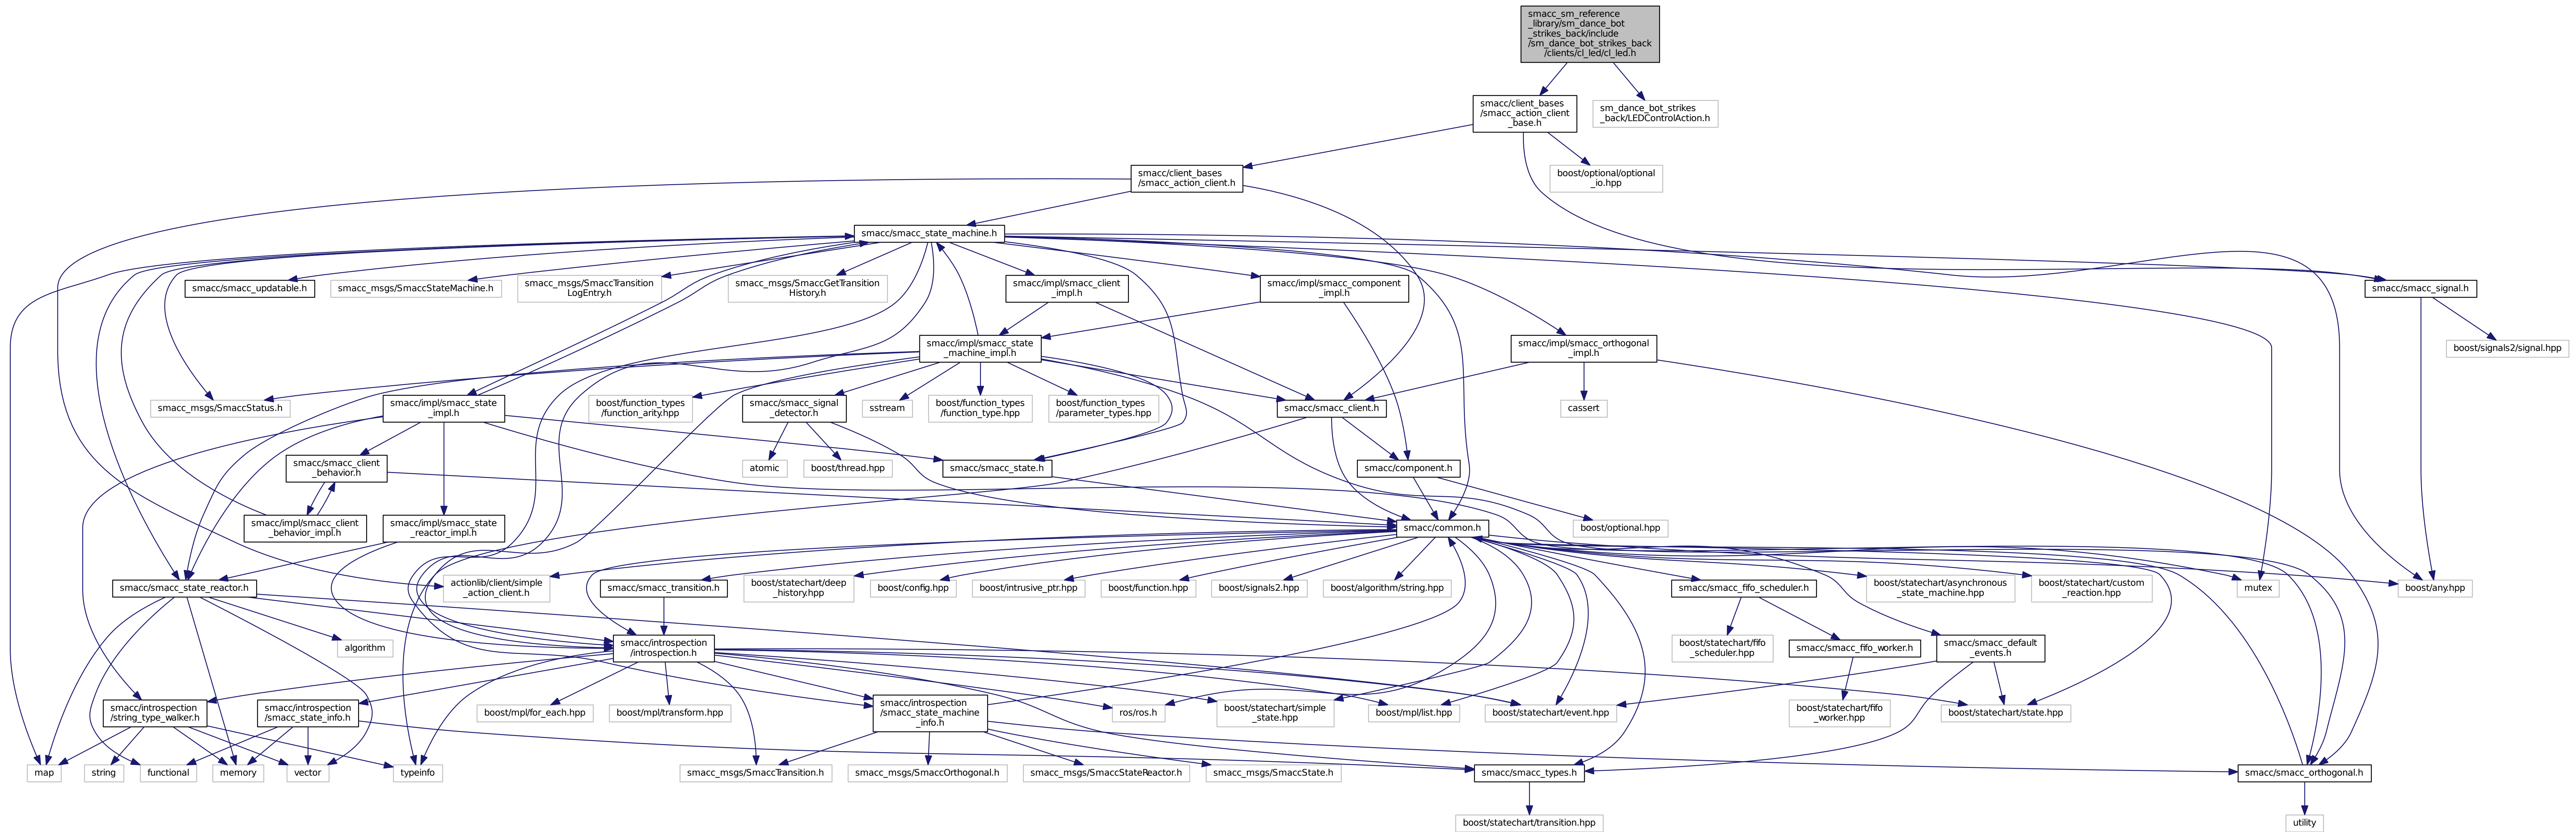 smacc_sm_reference
_library/sm_dance_bot
_strikes_back/include
/sm_dance_bot_strikes_back
/clients/cl_led/cl_led.h
smacc/client_bases
/smacc_action_client
_base.h
sm_dance_bot_strikes
_back/LEDControlAction.h
smacc/client_bases
/smacc_action_client.h
boost/optional/optional
_io.hpp
smacc/smacc_state_machine.h
smacc/smacc_updatable.h
smacc_msgs/SmaccStateMachine.h
smacc_msgs/SmaccTransition
LogEntry.h
smacc_msgs/SmaccGetTransition
History.h
smacc/impl/smacc_client
_impl.h
smacc/impl/smacc_component
_impl.h
smacc/smacc_signal.h
smacc/impl/smacc_state
_machine_impl.h
smacc/impl/smacc_orthogonal
_impl.h
boost/signals2/signal.hpp
smacc_msgs/SmaccStatus.h
smacc/impl/smacc_state
_impl.h
boost/function_types
/function_arity.hpp
smacc/smacc_signal
_detector.h
sstream
boost/function_types
/function_type.hpp
boost/function_types
/parameter_types.hpp
smacc/smacc_client.h
cassert
smacc/smacc_client
_behavior.h
atomic
boost/thread.hpp
smacc/smacc_state.h
smacc/component.h
smacc/impl/smacc_client
_behavior_impl.h
smacc/impl/smacc_state
_reactor_impl.h
smacc/common.h
boost/optional.hpp
smacc/smacc_state_reactor.h
actionlib/client/simple
_action_client.h
smacc/smacc_transition.h
boost/statechart/deep
_history.hpp
boost/config.hpp
boost/intrusive_ptr.hpp
boost/function.hpp
boost/signals2.hpp
boost/algorithm/string.hpp
smacc/smacc_fifo_scheduler.h
boost/statechart/asynchronous
_state_machine.hpp
boost/statechart/custom
_reaction.hpp
mutex
boost/any.hpp
algorithm
smacc/introspection
/introspection.h
boost/statechart/fifo
_scheduler.hpp
smacc/smacc_fifo_worker.h
smacc/smacc_default
_events.h
smacc/introspection
/string_type_walker.h
smacc/introspection
/smacc_state_info.h
boost/mpl/for_each.hpp
boost/mpl/transform.hpp
smacc/introspection
/smacc_state_machine
_info.h
ros/ros.h
boost/statechart/simple
_state.hpp
boost/mpl/list.hpp
boost/statechart/event.hpp
boost/statechart/fifo
_worker.hpp
boost/statechart/state.hpp
map
string
functional
memory
vector
typeinfo
smacc_msgs/SmaccTransition.h
smacc_msgs/SmaccOrthogonal.h
smacc_msgs/SmaccStateReactor.h
smacc_msgs/SmaccState.h
smacc/smacc_types.h
smacc/smacc_orthogonal.h
boost/statechart/transition.hpp
utility